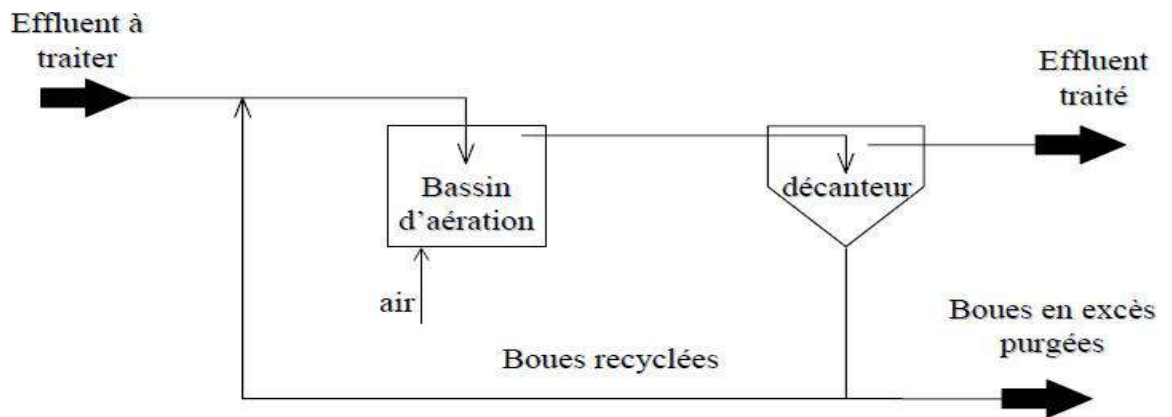 Effluent à
traiter
Effluent
traité
Bassin
d'aération
décanteur
air
Boues recyclées
Boues en excès
purgées